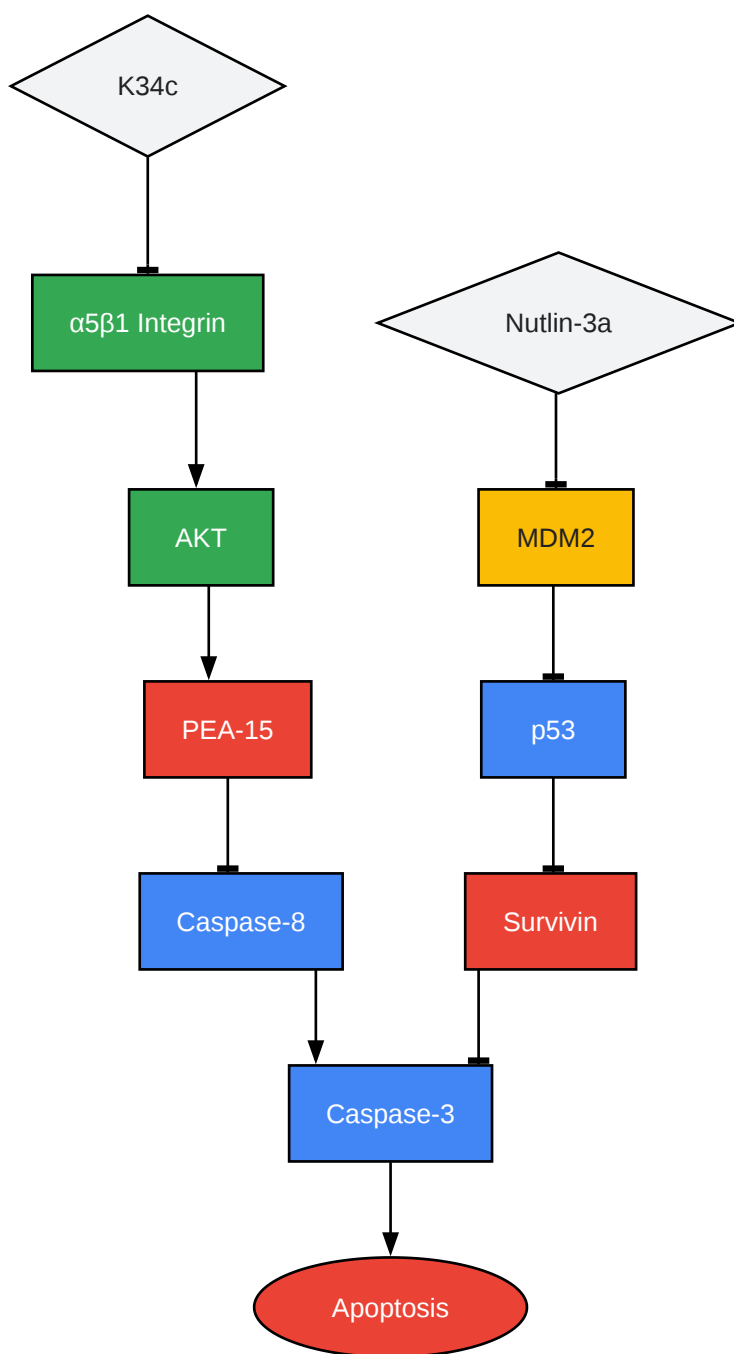 K34c
α5β1 Integrin
Nutlin-3a
AKT
MDM2
PEA-15
p53
Caspase-8
Survivin
Caspase-3
Apoptosis